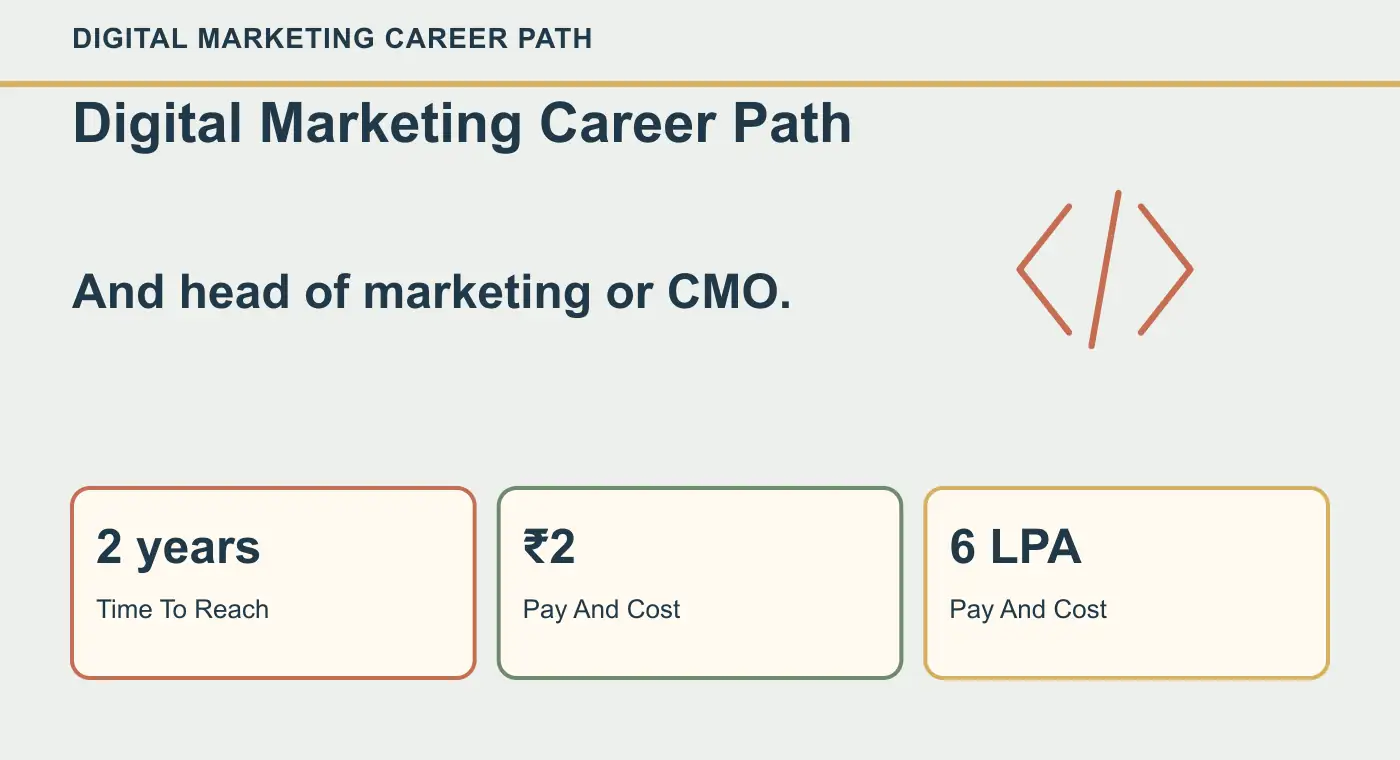 DIGITAL MARKETING CAREER PATH
Digital Marketing Career Path
And head of marketing or CMO.
2 years
Time To Reach
₹2
Pay And Cost
6 LPA
Pay And Cost